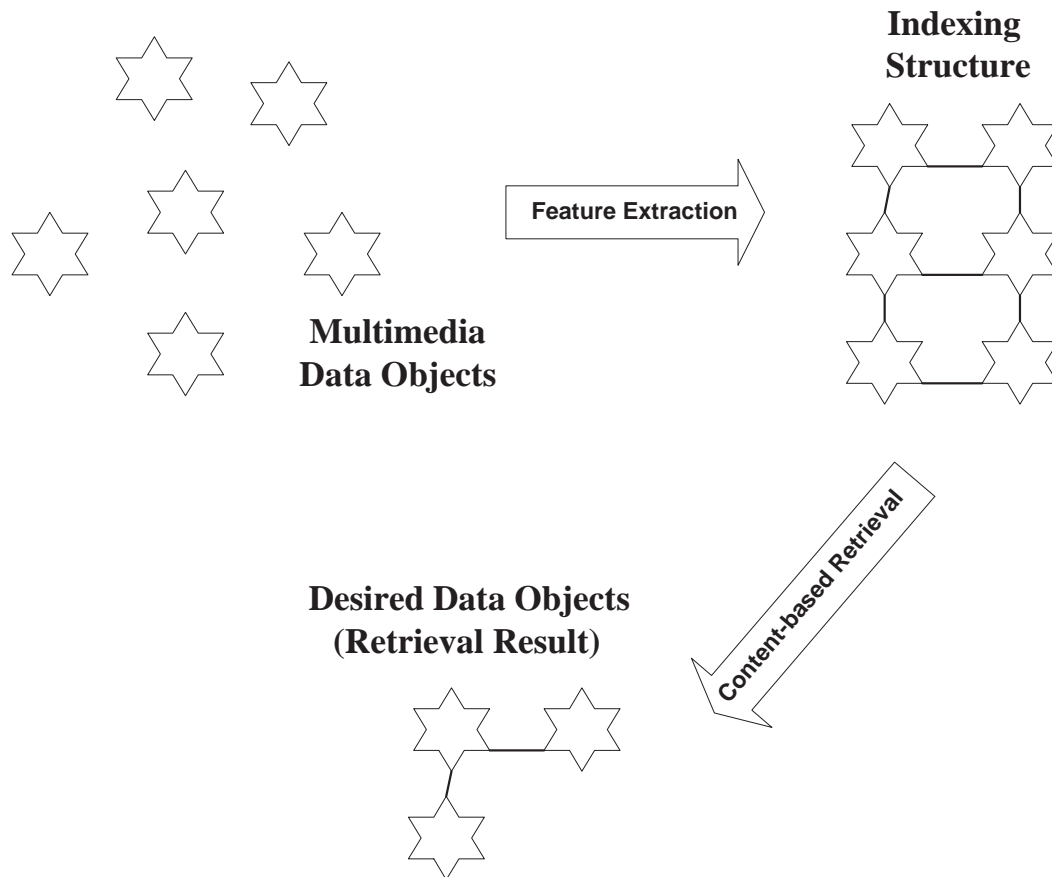 Indexing
Structure
Feature Extraction
Multimedia
Data Objects
Content-based Retrieval
Desired Data Objects
(Retrieval Result)